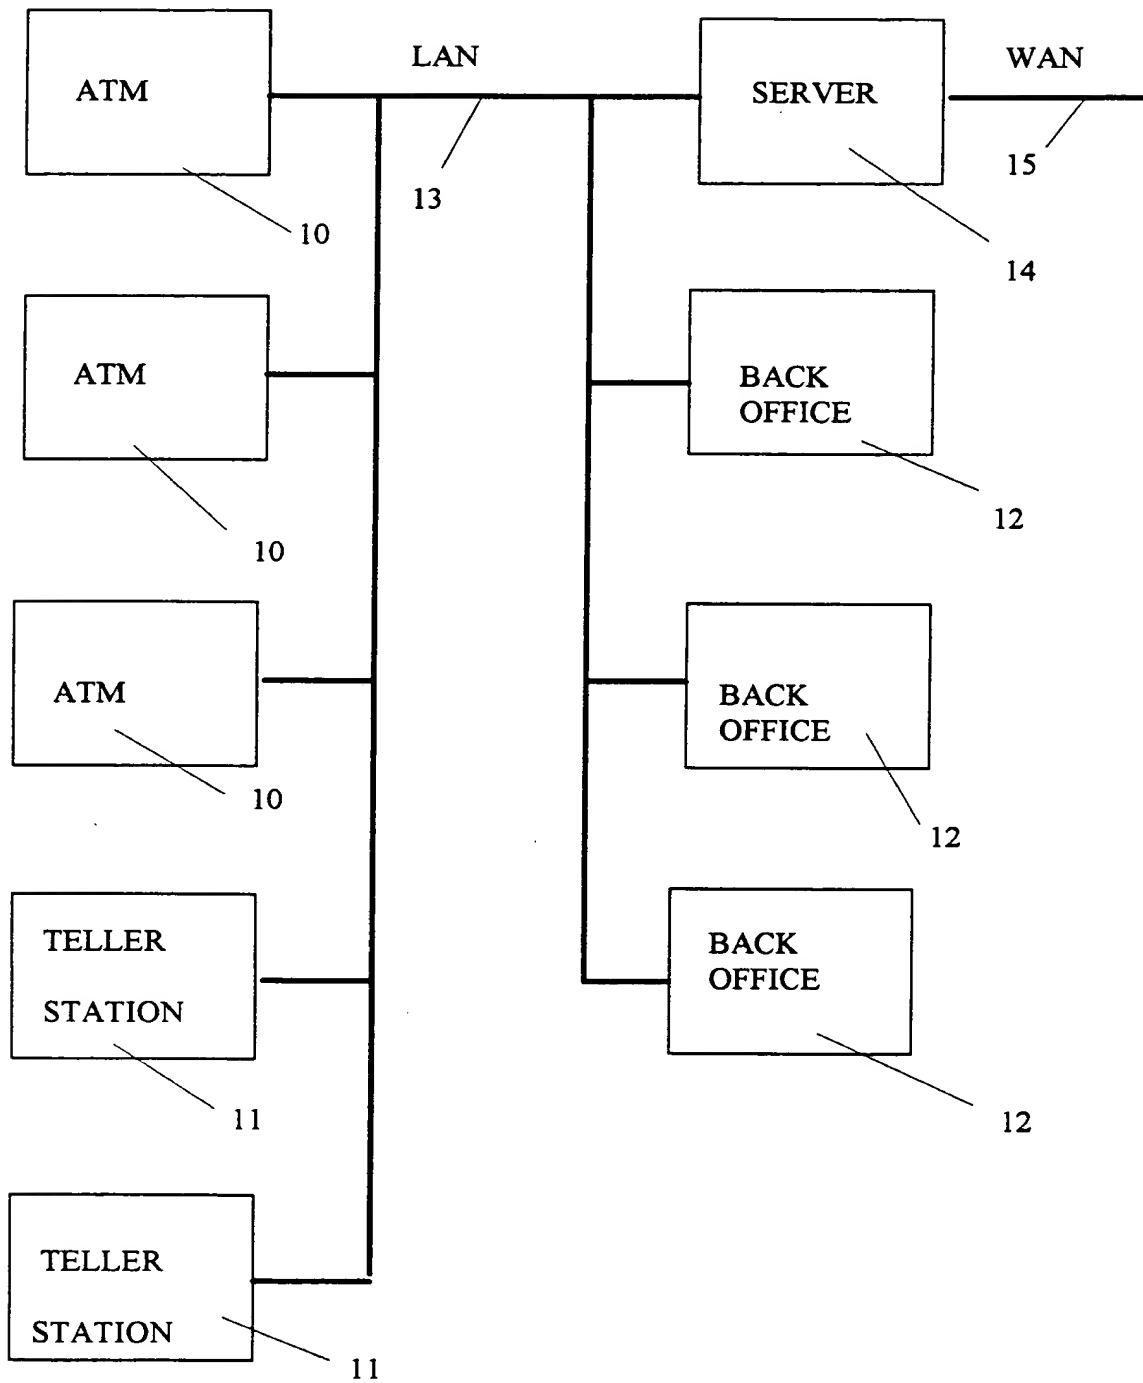 LAN
WAN
ATM
SERVER
13
15
10
14
ATM
BACK
OFFICE
10
12
ATM
BACK
OFFICE
10
12
TELLER
STATION
BACK
OFFICE
11
12
TELLER
STATION
11